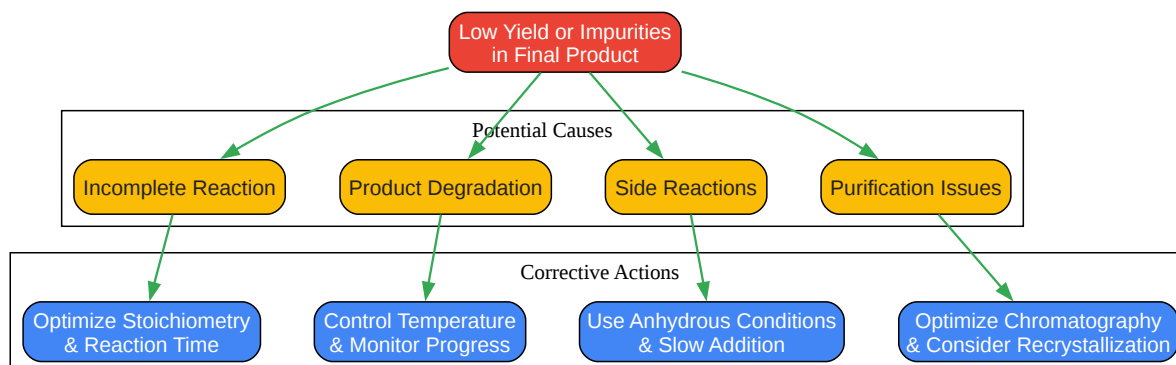 Low Yield or Impurities
in Final Product
Potential Causes
Incomplete Reaction
Product Degradation
Side Reactions
Purification Issues
Corrective Actions
Optimize Stoichiometry
& Reaction Time
Control Temperature
& Monitor Progress
Use Anhydrous Conditions
& Slow Addition
Optimize Chromatography
& Consider Recrystallization